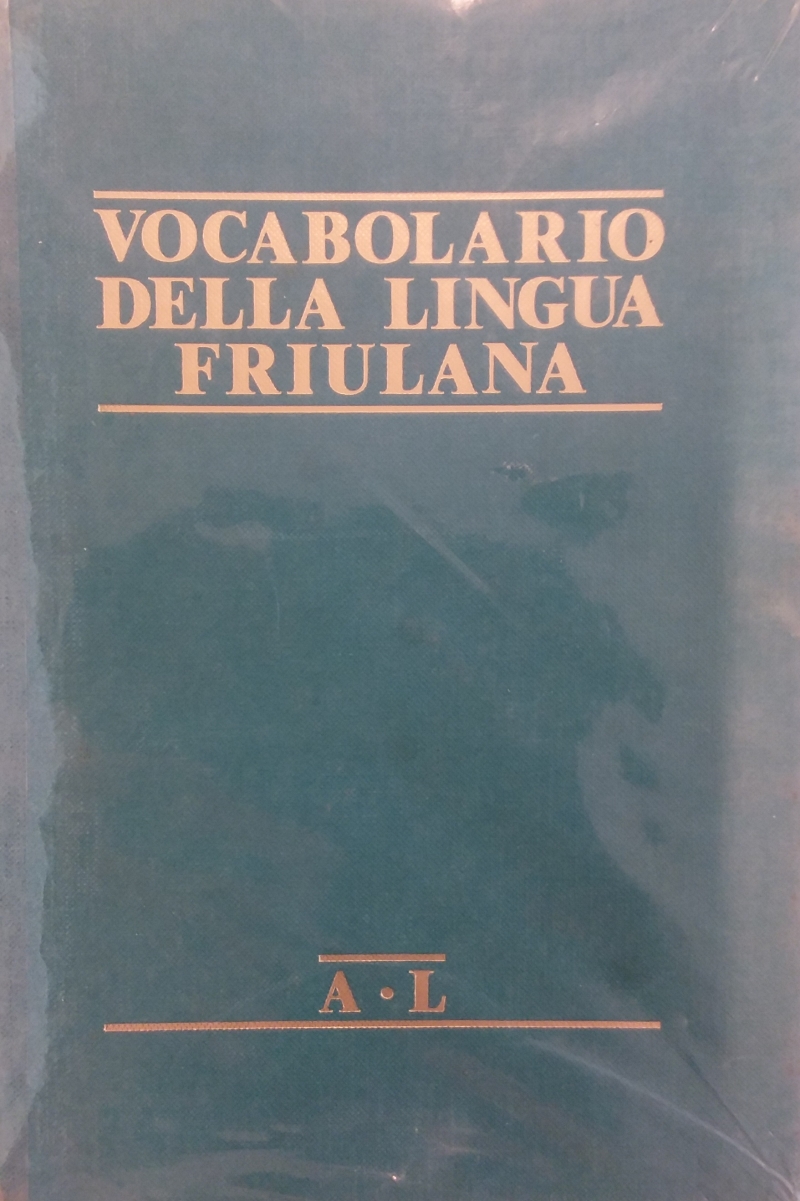 VOCABOLARIO
DELLA LINGUA
FRIULANA
A • L